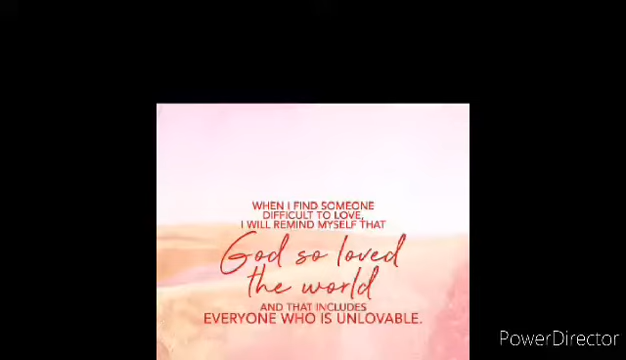 WHEN I FIND SOMEONE
DIFFICULT TO LOVE,
I WILL REMIND MYSELF THAT
God so loved
the world
AND THAT INCLUDES
EVERYONE WHO IS UNLOVABLE.
PowerDirector